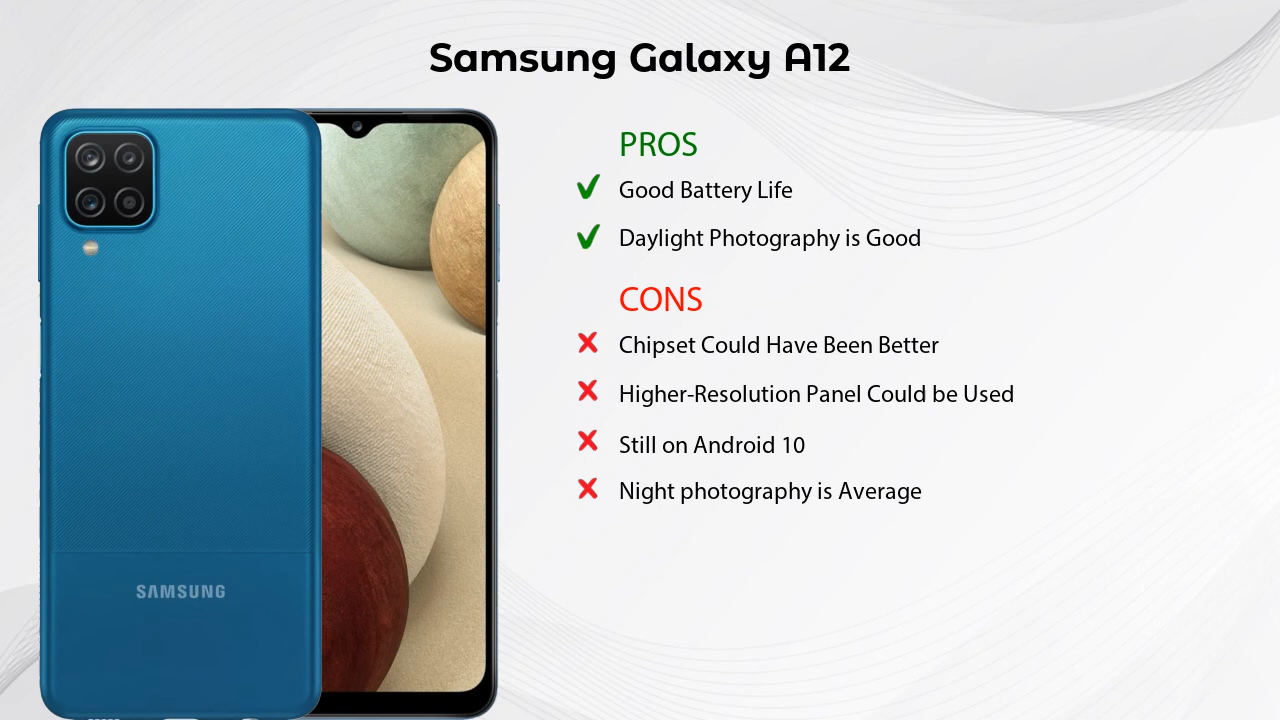 Samsung Galaxy A12
PROS
Good Battery Life
Daylight Photography is Good
CONS
Chipset Could Have Been Better
Higher-Resolution Panel Could be Used
Still on Android 10
Night photography is Average
SAMSUNG